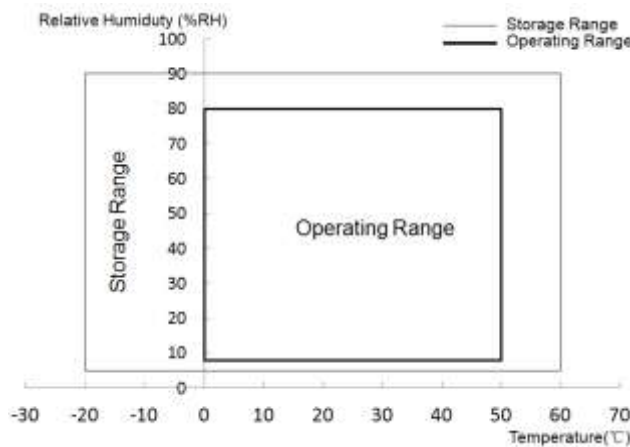 Relative Humiduty (%RH)
Storage Range
Operating Range
100
90
80
70
60
50
40
30
20
10
0
Storage Range
Operating Range
-30 -20 -10 0 10 20 30 40 50 60 70
Temperature(℃)